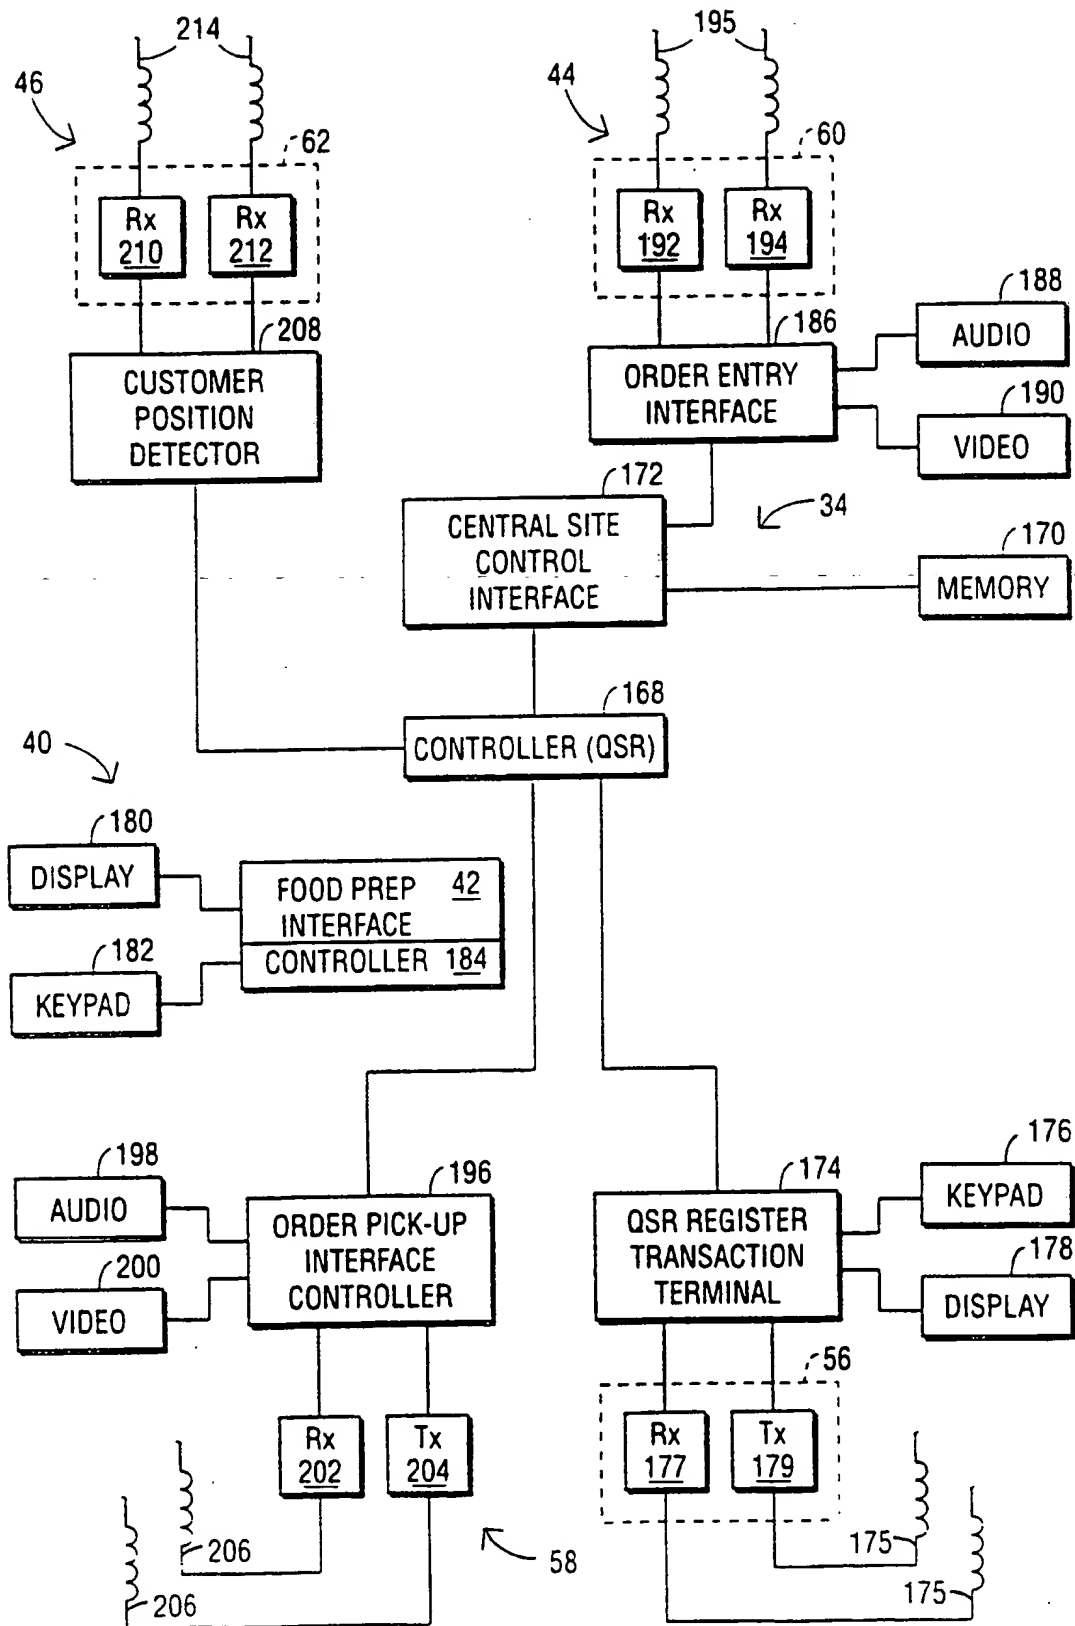 214
195
46
44
62
60
Rx
210
Rx
212
Rx
192
Rx
194
208
186
188
CUSTOMER
POSITION
DETECTOR
ORDER ENTRY
INTERFACE
AUDIO
190
VIDEO
172
34
CENTRAL SITE
CONTROL
INTERFACE
170
MEMORY
168
CONTROLLER (QSR)
40
180
DISPLAY
FOOD PREP 42
INTERFACE
182
CONTROLLER 184
KEYPAD
198
AUDIO
196
ORDER PICK-UP
INTERFACE
CONTROLLER
200
VIDEO
174
QSR REGISTER
TRANSACTION
TERMINAL
176
KEYPAD
178
DISPLAY
56
Rx
202
Tx
204
Rx
177
Tx
179
206
206
58
175
175